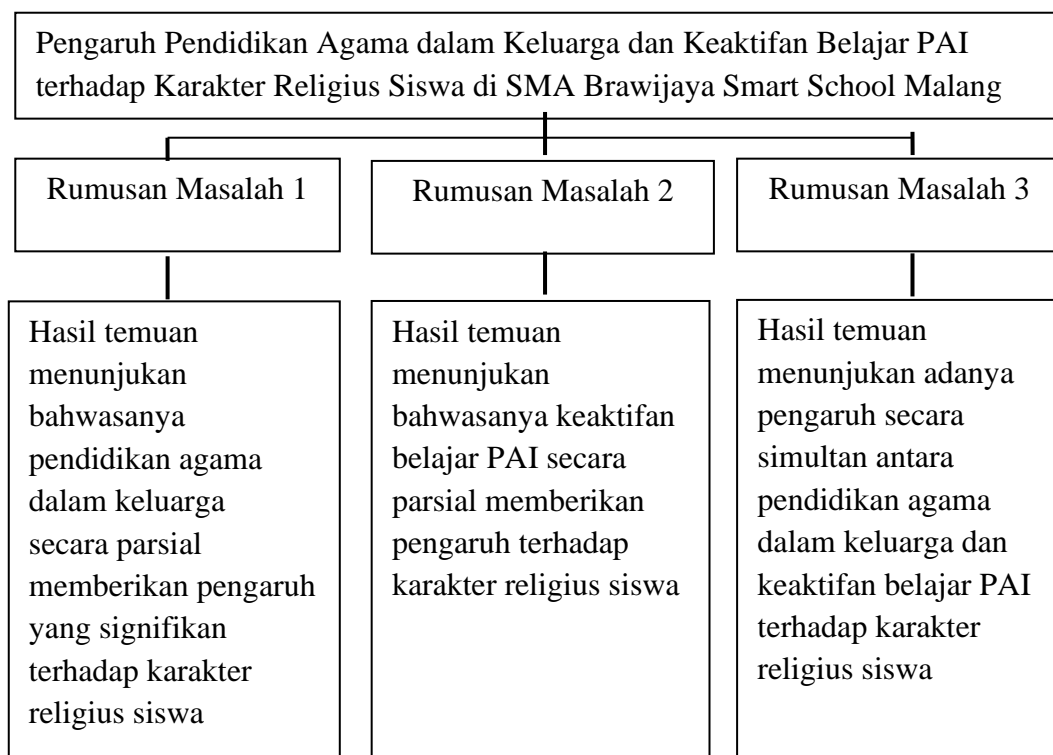 Pengaruh Pendidikan Agama dalam Keluarga dan Keaktifan Belajar PAI
terhadap Karakter Religius Siswa di SMA Brawijaya Smart School Malang
Rumusan Masalah 1
Rumusan Masalah 2
Rumusan Masalah 3
Hasil temuan
menunjukan
bahwasanya
pendidikan agama
dalam keluarga
secara parsial
memberikan pengaruh
yang signifikan
terhadap karakter
religius siswa
Hasil temuan
menunjukan
bahwasanya keaktifan
belajar PAI secara
parsial memberikan
pengaruh terhadap
karakter religius siswa
Hasil temuan
menunjukan adanya
pengaruh secara
simultan antara
pendidikan agama
dalam keluarga dan
keaktifan belajar PAI
terhadap karakter
religius siswa